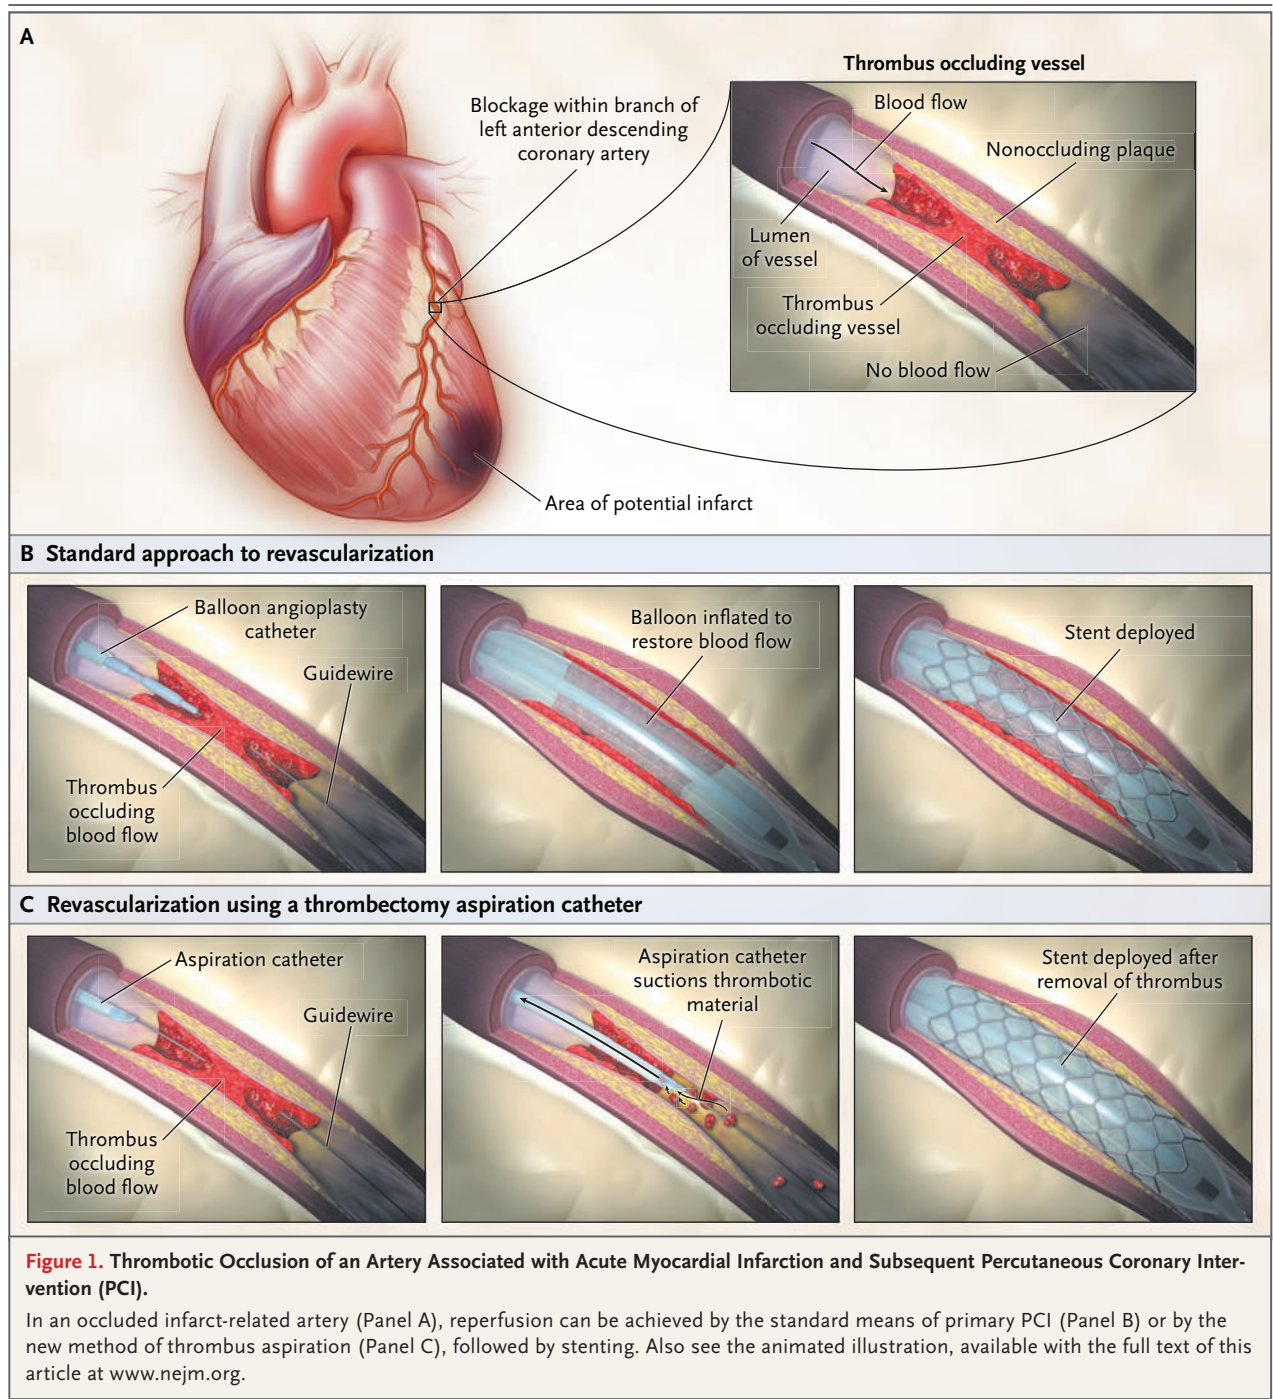 A
Thrombus occluding vessel
Blockage within branch of
left anterior descending
coronary artery
Blood flow
Nonoccluding plaque
Lumen
of vessel
Thrombus
occluding vessel
No blood flow
Area of potential infarct
B Standard approach to revascularization
Balloon angioplasty
catheter
Guidewire
Thrombus
occluding
blood flow
Balloon inflated to
restore blood flow
Stent deployed
C Revascularization using a thrombectomy aspiration catheter
Aspiration catheter
Guidewire
Thrombus
occluding
blood flow
Aspiration catheter
suctions thrombotic
material
Stent deployed after
removal of thrombus
Figure 1. Thrombotic Occlusion of an Artery Associated with Acute Myocardial Infarction and Subsequent Percutaneous Coronary Inter-
vention (PCI).
In an occluded infarct-related artery (Panel A), reperfusion can be achieved by the standard means of primary PCI (Panel B) or by the
new method of thrombus aspiration (Panel C), followed by stenting. Also see the animated illustration, available with the full text of this
article at www.nejm.org.